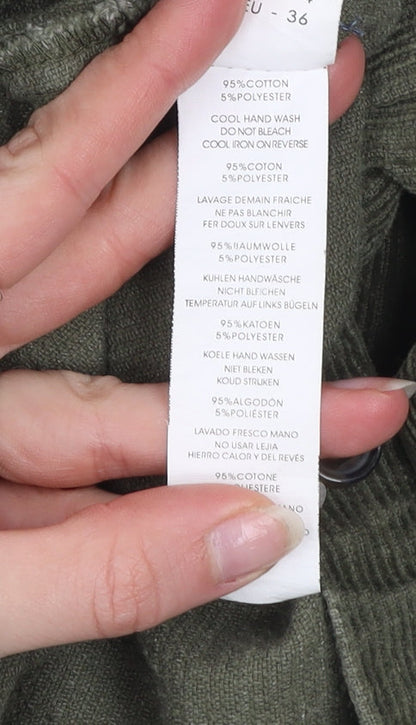 EU - 36
95%COTTON
5%POLYESTER
COOL HAND WASH
DO NOT BLEACH
COOL IRON ON REVERSE
95%COTON
5%POLYESTER
LAVAGE DEMAIN FRAICHE
NE PAS BLANCHIR
FER DOUX SUR LENVERS
95%BAUMWOLLE
5%POLYESTER
KUHLEN HANDWÄSCHE
NICHT BLEICHEN
TEMPERATUR AUF LINKS BÜGELN
95%KATOEN
5%POLYESTER
KOELE HAND WASSEN
NIET BLEKEN
KOUD STRIJKEN
95%ALGODÓN
5%POLIÉSTER
LAVADO FRESCO MANO
NO USAR LEJIA
HIERRO CALOR Y DEL REVÉS
95%COTONE